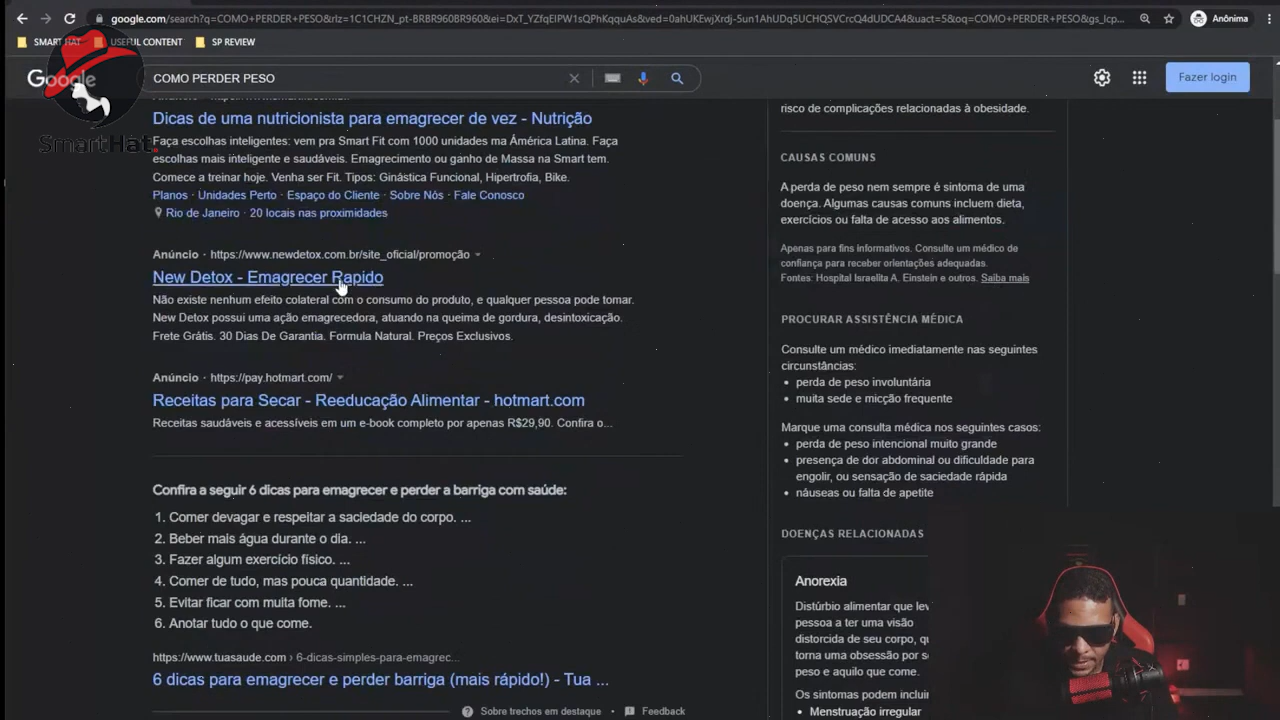 google.com/search?q=COMO+PERDER+PESO&rlz=1C1CHZN_pt-BRBR960BR960&ei=DxT_YZfqEIPW1sQPhKqquAs&ved=0ahUKEwjXrdj-5un1AhUDq5UCHQSVCrcQ4dUDCA4&uact=5&oq=COMO+PERDER+PESO&gs_lcp...
Anônima
SMART HAT
USEFUL CONTENT
SP REVIEW
Google
COMO PERDER PESO
Fazer login
SmartHat.
Dicas de uma nutricionista para emagrecer de vez - Nutrição
Faça escolhas inteligentes: vem pra Smart Fit com 1000 unidades ma América Latina. Faça
escolhas mais inteligente e saudáveis. Emagrecimento ou ganho de Massa na Smart tem.
Comece a treinar hoje. Venha ser Fit. Tipos: Ginástica Funcional, Hipertrofia, Bike.
Planos · Unidades Perto · Espaço do Cliente · Sobre Nós · Fale Conosco
Rio de Janeiro · 20 locais nas proximidades
Anúncio · https://www.newdetox.com.br/site_oficial/promoção
New Detox - Emagrecer Rapido
Não existe nenhum efeito colateral com o consumo do produto, e qualquer pessoa pode tomar.
New Detox possui uma ação emagrecedora, atuando na queima de gordura, desintoxicação.
Frete Grátis. 30 Dias De Garantia. Formula Natural. Preços Exclusivos.
Anúncio · https://pay.hotmart.com/
Receitas para Secar - Reeducação Alimentar - hotmart.com
Receitas saudáveis e acessíveis em um e-book completo por apenas R$29,90. Confira o...
Confira a seguir 6 dicas para emagrecer e perder a barriga com saúde:
1. Comer devagar e respeitar a saciedade do corpo. ...
2. Beber mais água durante o dia. ...
3. Fazer algum exercício físico. ...
4. Comer de tudo, mas pouca quantidade. ...
5. Evitar ficar com muita fome. ...
6. Anotar tudo o que come.
https://www.tuasaude.com › 6-dicas-simples-para-emagrec...
6 dicas para emagrecer e perder barriga (mais rápido!) - Tua ...
Sobre trechos em destaque · Feedback
risco de complicações relacionadas à obesidade.
CAUSAS COMUNS
A perda de peso nem sempre é sintoma de uma
doença. Algumas causas comuns incluem dieta,
exercícios ou falta de acesso aos alimentos.
Apenas para fins informativos. Consulte um médico de
confiança para receber orientações adequadas.
Fontes: Hospital Israelita A. Einstein e outros. Saiba mais
PROCURAR ASSISTÊNCIA MÉDICA
Consulte um médico imediatamente nas seguintes
circunstâncias:
• perda de peso involuntária
• muita sede e micção frequente
Marque uma consulta médica nos seguintes casos:
• perda de peso intencional muito grande
• presença de dor abdominal ou dificuldade para
engolir, ou sensação de saciedade rápida
• náuseas ou falta de apetite
DOENÇAS RELACIONADAS
Anorexia
Distúrbio alimentar que lev
pessoa a ter uma visão
distorcida de seu corpo, qu
torna uma obsessão por s
peso e aquilo que come.
Os sintomas podem incluir
• Menstruação irregular